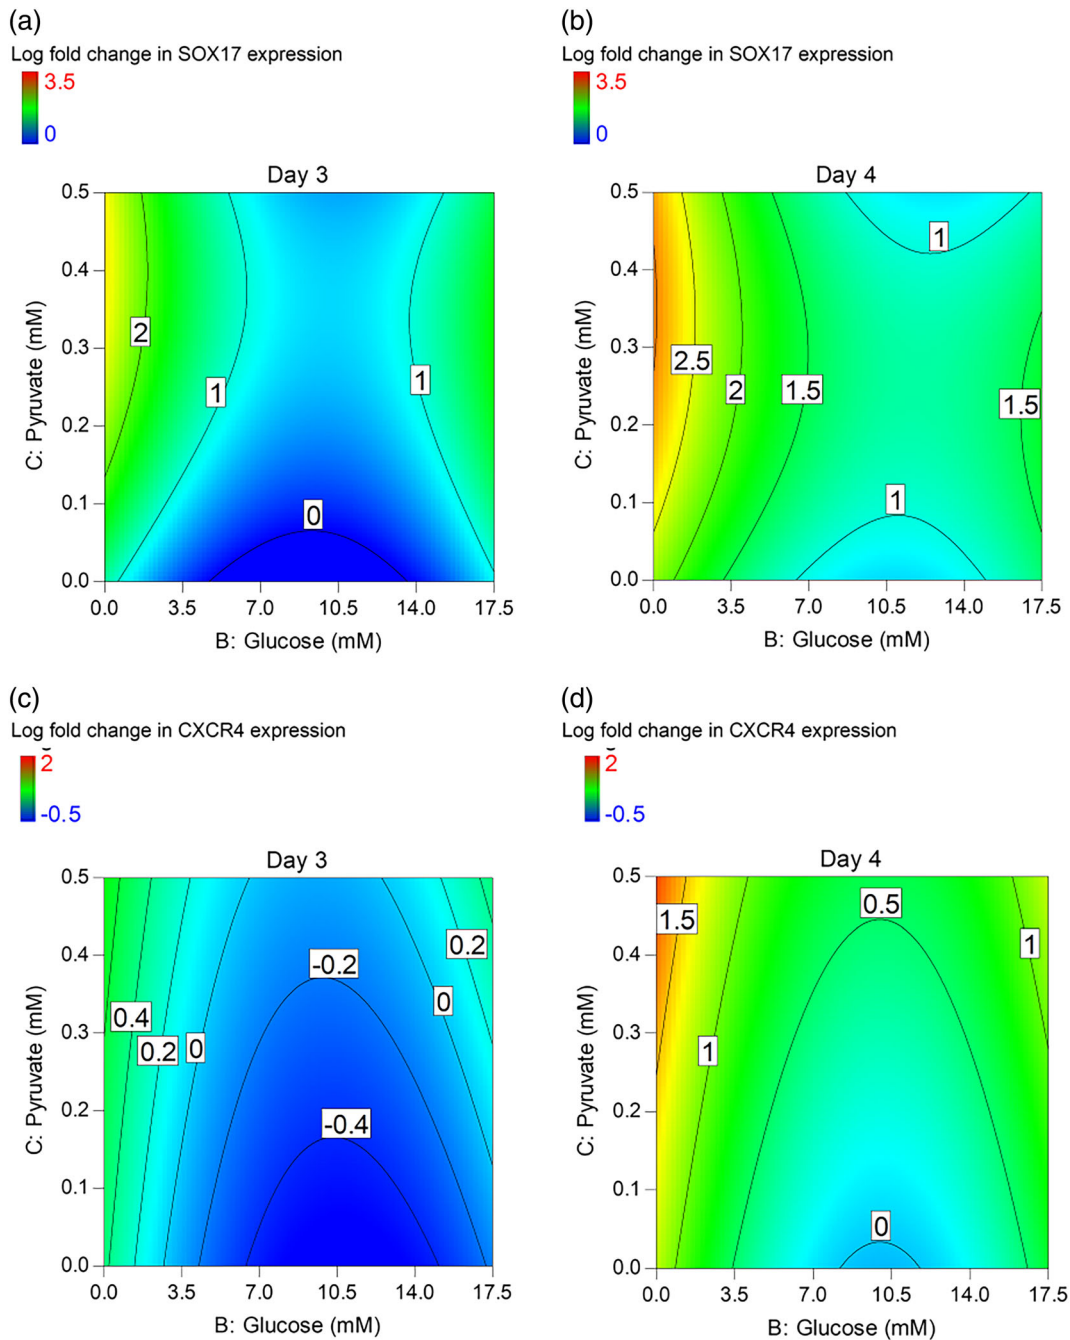 (a)
Log fold change in SOX17 expression
3.5
0
Day 3
0.5
0.4
0.3
0.2
0.1
0.0
C: Pyruvate (mM)
2
1
1
0
0.0 3.5 7.0 10.5 14.0 17.5
B: Glucose (mM)
(b)
Log fold change in SOX17 expression
3.5
0
Day 4
0.5
0.4
0.3
0.2
0.1
0.0
C: Pyruvate (mM)
1
2.5
2
1.5
1.5
1
0.0 3.5 7.0 10.5 14.0 17.5
B: Glucose (mM)
(c)
Log fold change in CXCR4 expression
2
-0.5
Day 3
0.5
0.4
0.3
0.2
0.1
0.0
C: Pyruvate (mM)
0.2
-0.2
0
0.4
0.2
0
-0.4
0.0 3.5 7.0 10.5 14.0 17.5
B: Glucose (mM)
(d)
Log fold change in CXCR4 expression
2
-0.5
Day 4
0.5
0.4
0.3
0.2
0.1
0.0
C: Pyruvate (mM)
0.5
1.5
1
1
0
0.0 3.5 7.0 10.5 14.0 17.5
B: Glucose (mM)